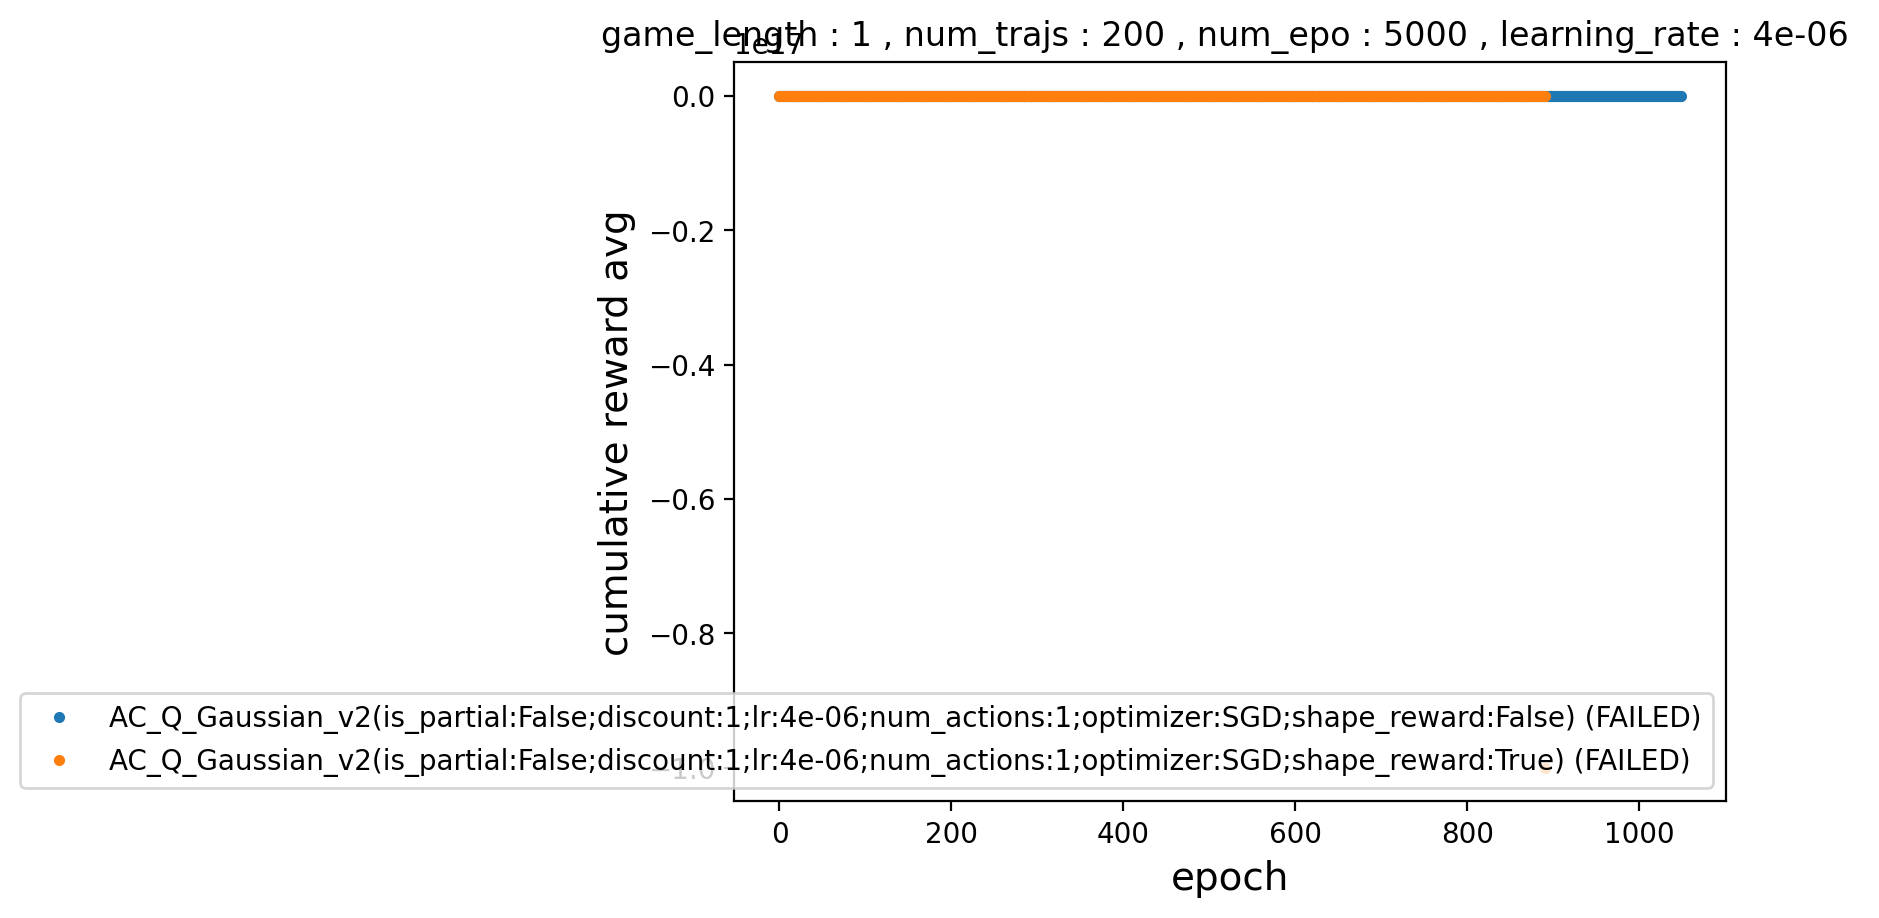 game_length : 1 , num_trajs : 200 , num_epo : 5000 , learning_rate : 4e-06
1e17
0.0
−0.2
−0.4
−0.6
−0.8
−1.0
cumulative reward avg
AC_Q_Gaussian_v2(is_partial:False;discount:1;lr:4e-06;num_actions:1;optimizer:SGD;shape_reward:False) (FAILED)
AC_Q_Gaussian_v2(is_partial:False;discount:1;lr:4e-06;num_actions:1;optimizer:SGD;shape_reward:True) (FAILED)
0 200 400 600 800 1000
epoch